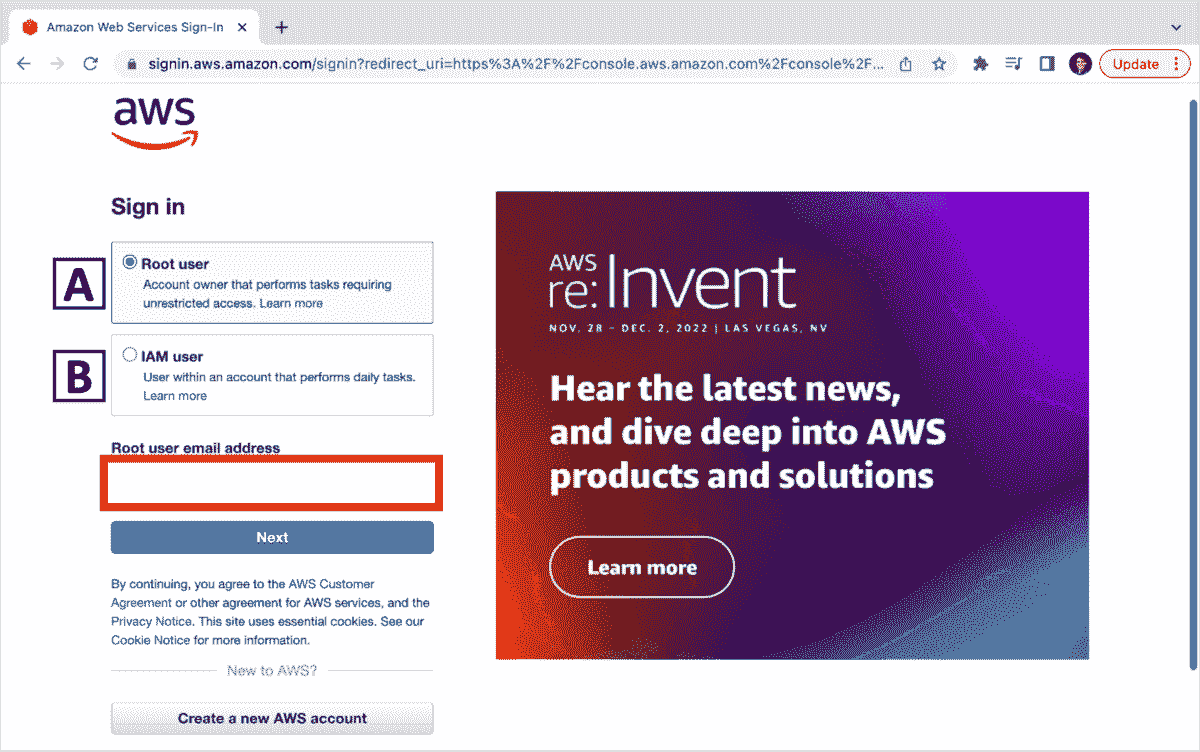 Amazon Web Services Sign-In
signin.aws.amazon.com/signin?redirect_uri=https%3A%2F%2Fconsole.aws.amazon.com%2Fconsole%2F...
Update
aws
Sign in
A
Root user
Account owner that performs tasks requiring
unrestricted access. Learn more
B
IAM user
User within an account that performs daily tasks.
Learn more
Root user email address
Next
By continuing, you agree to the AWS Customer
Agreement or other agreement for AWS services, and the
Privacy Notice. This site uses essential cookies. See our
Cookie Notice for more information.
New to AWS?
Create a new AWS account
AWS
re:Invent
NOV. 28 – DEC. 2, 2022 | LAS VEGAS, NV
Hear the latest news,
and dive deep into AWS
products and solutions
Learn more